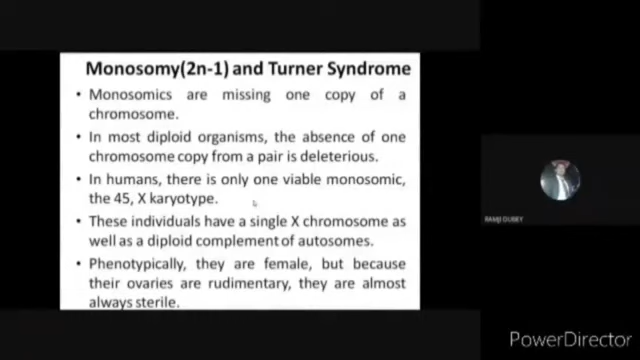 Monosomy(2n-1) and Turner Syndrome
• Monosomics are missing one copy of a
chromosome.
• In most diploid organisms, the absence of one
chromosome copy from a pair is deleterious.
• In humans, there is only one viable monosomic,
the 45, X karyotype.
• These individuals have a single X chromosome as
well as a diploid complement of autosomes.
• Phenotypically, they are female, but because
their ovaries are rudimentary, they are almost
always sterile.
RAMJI DUBEY
PowerDirector